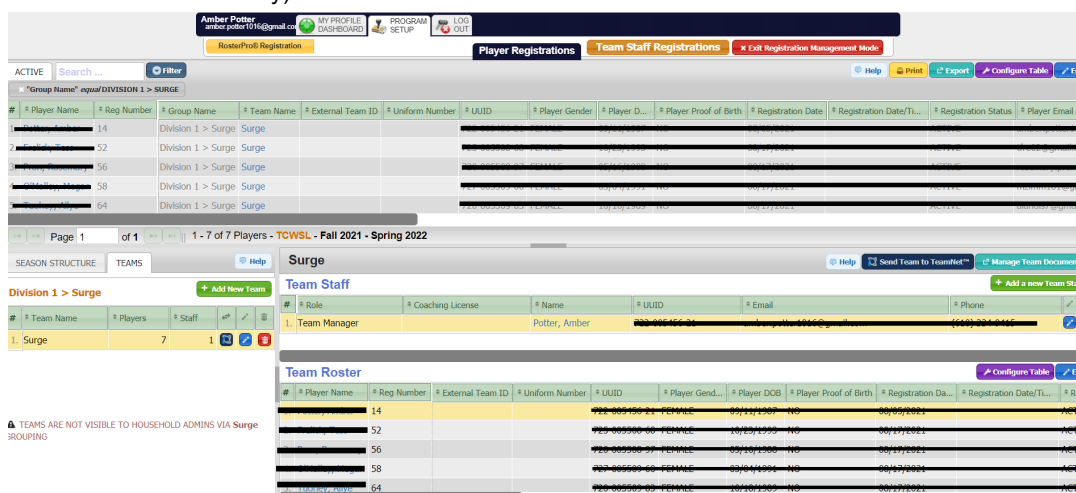 Amber Potter
amber.potter1016@gmail.co MY PROFILE DASHBOARD PROGRAM SETUP LOG OUT
RosterPro® Registration Player Registrations Team Staff Registrations × Exit Registration Management Mode
ACTIVE Search ... Filter Help Print Export Configure Table
× "Group Name" equal DIVISION 1 > SURGE
# Player Name Reg Number Group Name Team Name External Team ID Uniform Number UUID Player Gender Player D... Player Proof of Birth Registration Date Registration Date/Ti... Registration Status Player Email
1. 14 Division 1 > Surge Surge
2. 52 Division 1 > Surge Surge
3. 56 Division 1 > Surge Surge
4. 58 Division 1 > Surge Surge
5. 64 Division 1 > Surge Surge
Page 1 of 1 1 - 7 of 7 Players - TCWSL - Fall 2021 - Spring 2022
SEASON STRUCTURE TEAMS Help
Division 1 > Surge + Add New Team
# Team Name Players Staff
1. Surge 7 1
TEAMS ARE NOT VISIBLE TO HOUSEHOLD ADMINS VIA Surge
GROUPING
Surge Help Send Team to TeamNet™ Manage Team Documen
Team Staff + Add a new Team Sta
# Role Coaching License Name UUID Email Phone
1. Team Manager Potter, Amber
Team Roster Configure Table
# Player Name Reg Number External Team ID Uniform Number UUID Player Gend... Player DOB Player Proof of Birth Registration Da... Registration Date/Ti...
14
52
56
58
64